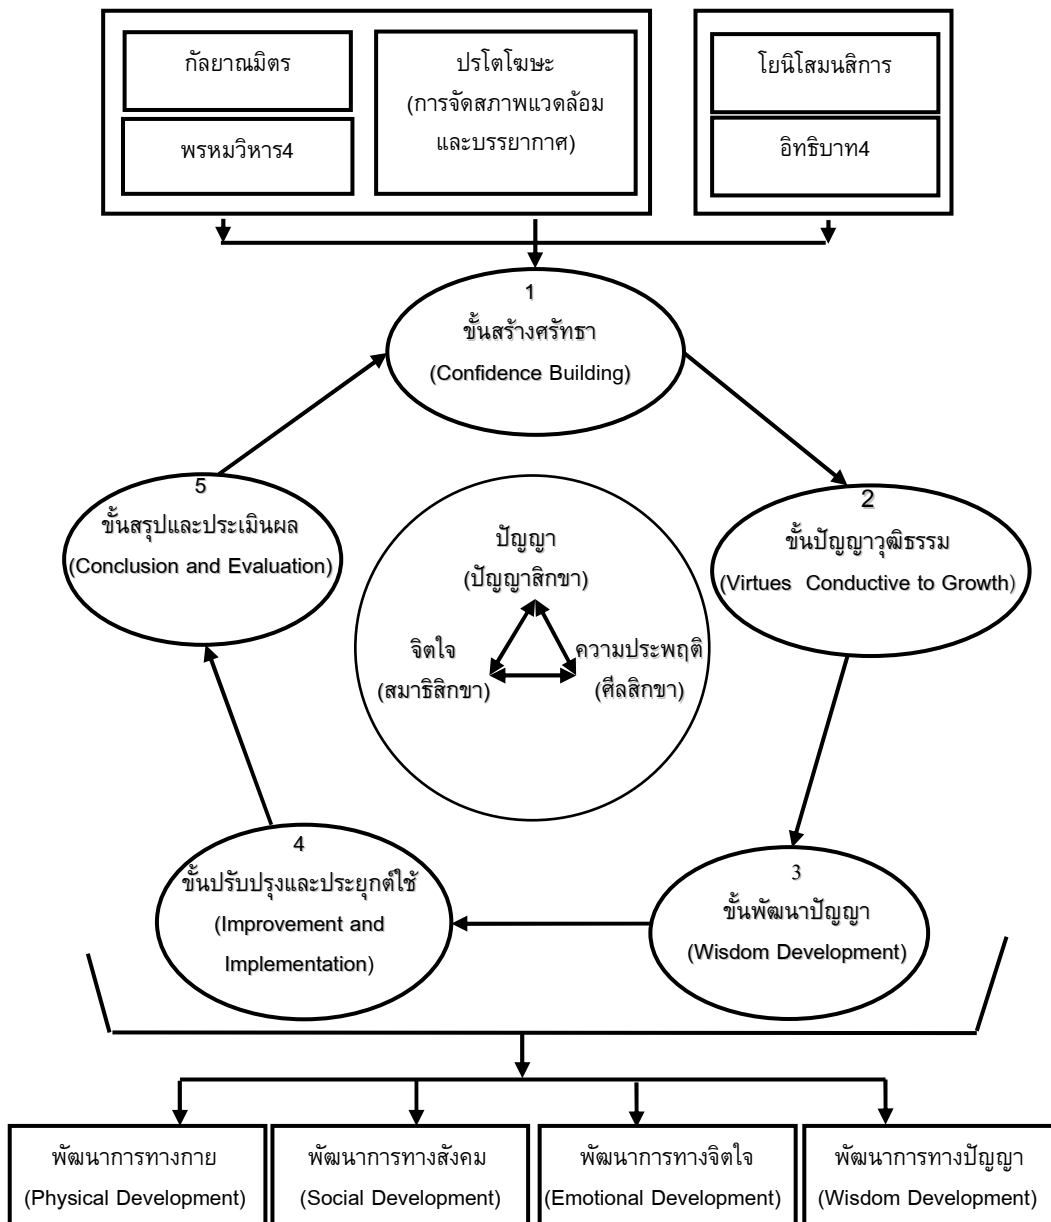 กัลยาณมิตร
พรหมวิหาร4
ปรโตโฆษะ
(การจัดสภาพแวดล้อม
และบรรยากาศ)
โยนิโสมนสิการ
อิทธิบาท4
1
ขั้นสร้างศรัทธา
(Confidence Building)
2
ขั้นปัญญาวุฒิธรรม
(Virtues Conductive to Growth)
3
ขั้นพัฒนาปัญญา
(Wisdom Development)
4
ขั้นปรับปรุงและประยุกต์ใช้
(Improvement and
Implementation)
5
ขั้นสรุปและประเมินผล
(Conclusion and Evaluation)
ปัญญา
(ปัญญาสิกขา)
จิตใจ
(สมาธิสิกขา)
ความประพฤติ
(ศีลสิกขา)
พัฒนาการทางกาย
(Physical Development)
พัฒนาการทางสังคม
(Social Development)
พัฒนาการทางจิตใจ
(Emotional Development)
พัฒนาการทางปัญญา
(Wisdom Development)